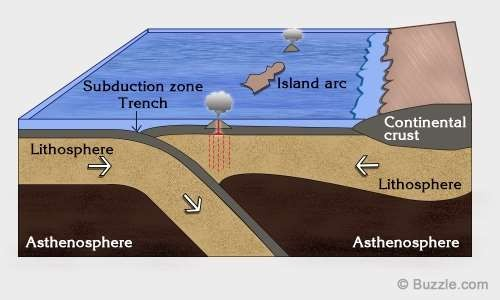 Subduction zone
Trench
Island arc
Continental
crust
Lithosphere
Lithosphere
Asthenosphere
Asthenosphere
© Buzzle.com